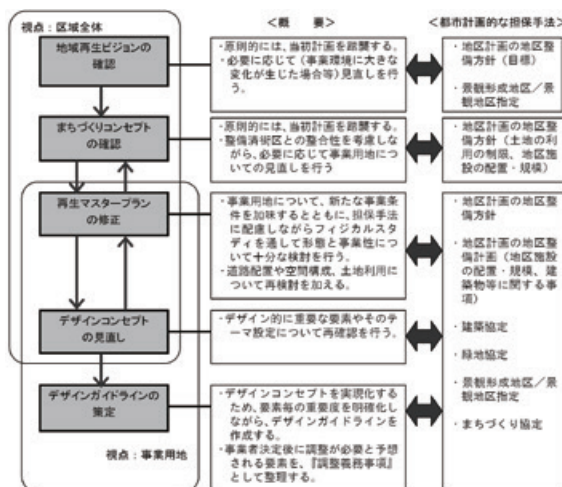 ＜概　要＞
＜都市計画的な担保手法＞
視点：区域全体
地域再生ビジョンの
確認
・原則的には、当初計画を踏襲する。
・必要に応じて（事業環境に大きな
変化が生じた場合等）見直しを行
う。
・地区計画の地区整
備方針（目標）
・景観形成地区／景
観地区指定
まちづくりコンセプト
の確認
・原則的には、当初計画を踏襲する。
・整備済街区との整合性を考慮しな
がら、必要に応じて事業用地につい
ての見直しを行う
・地区計画の地区整
備方針（土地の利
用の制限、地区施
設の配置・規模）
再生マスタープラン
の修正
・事業用地について、新たな事業条
件を加味するとともに、担保手法
に配慮しながらフィジカルスタ
ディを通して形態と事業性につい
て十分な検討を行う。
・道路配置や空間構成、土地利用に
ついて再検討を加える。
・地区計画の地区整
備方針
・地区計画の地区整
備計画（地区施設
の配置・規模、建
築物等に関する事
項）
・建築協定
・緑地協定
・景観形成地区／景
観地区指定
・まちづくり協定
デザインコンセプト
の見直し
・デザイン的に重要な要素やそのテ
ーマ設定について再確認を行う。
デザインガイドラインの
策定
・デザインコンセプトを実現化する
ため、要素毎の重要度を明確化し
ながら、デザインガイドラインを
作成する。
・事業者決定後に調整が必要と予想
される要素を、『調整義務事項』
として整理する。
視点：事業用地